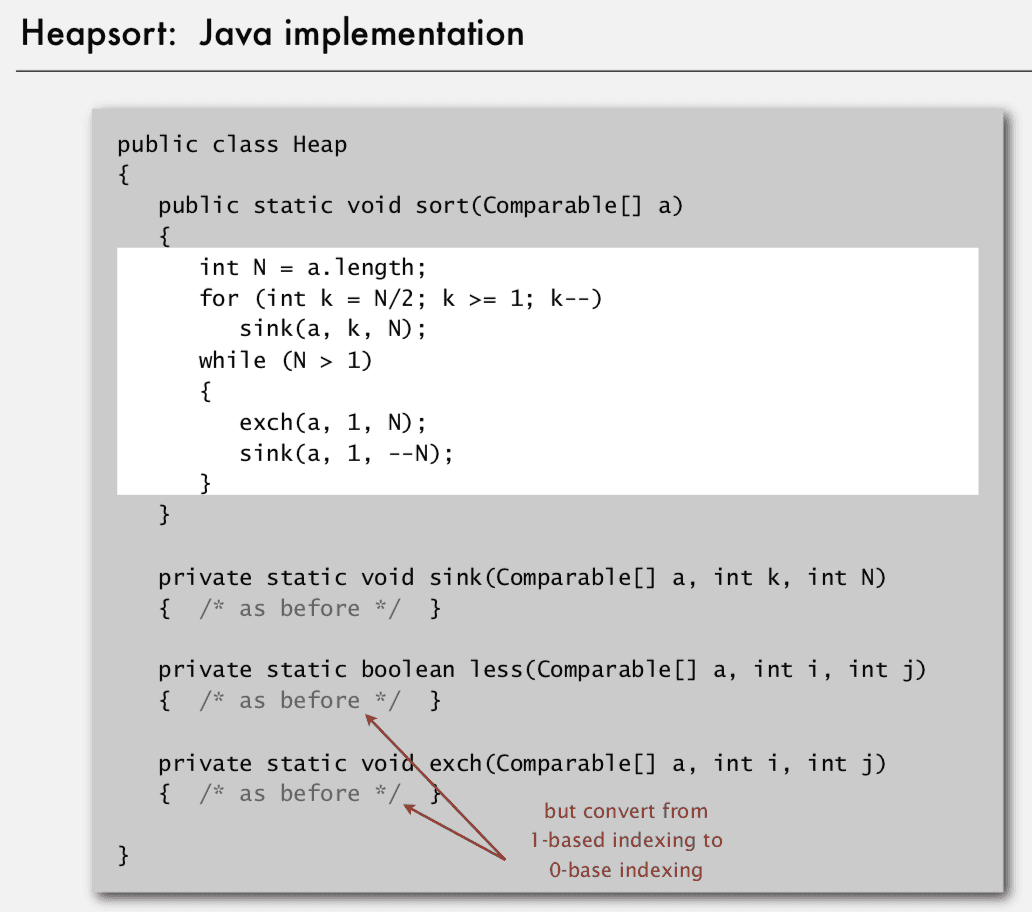 Heapsort:  Java implementation
public class Heap
{
   public static void sort(Comparable[] a)
   {
      int N = a.length;
      for (int k = N/2; k >= 1; k--)
         sink(a, k, N);
      while (N > 1)
      {
         exch(a, 1, N);
         sink(a, 1, --N);
      }
   }
   private static void sink(Comparable[] a, int k, int N)
   {  /* as before */  }
   private static boolean less(Comparable[] a, int i, int j)
   {  /* as before */  }
   private static void exch(Comparable[] a, int i, int j)
   {  /* as before */  }
but convert from
1-based indexing to
0-base indexing
}